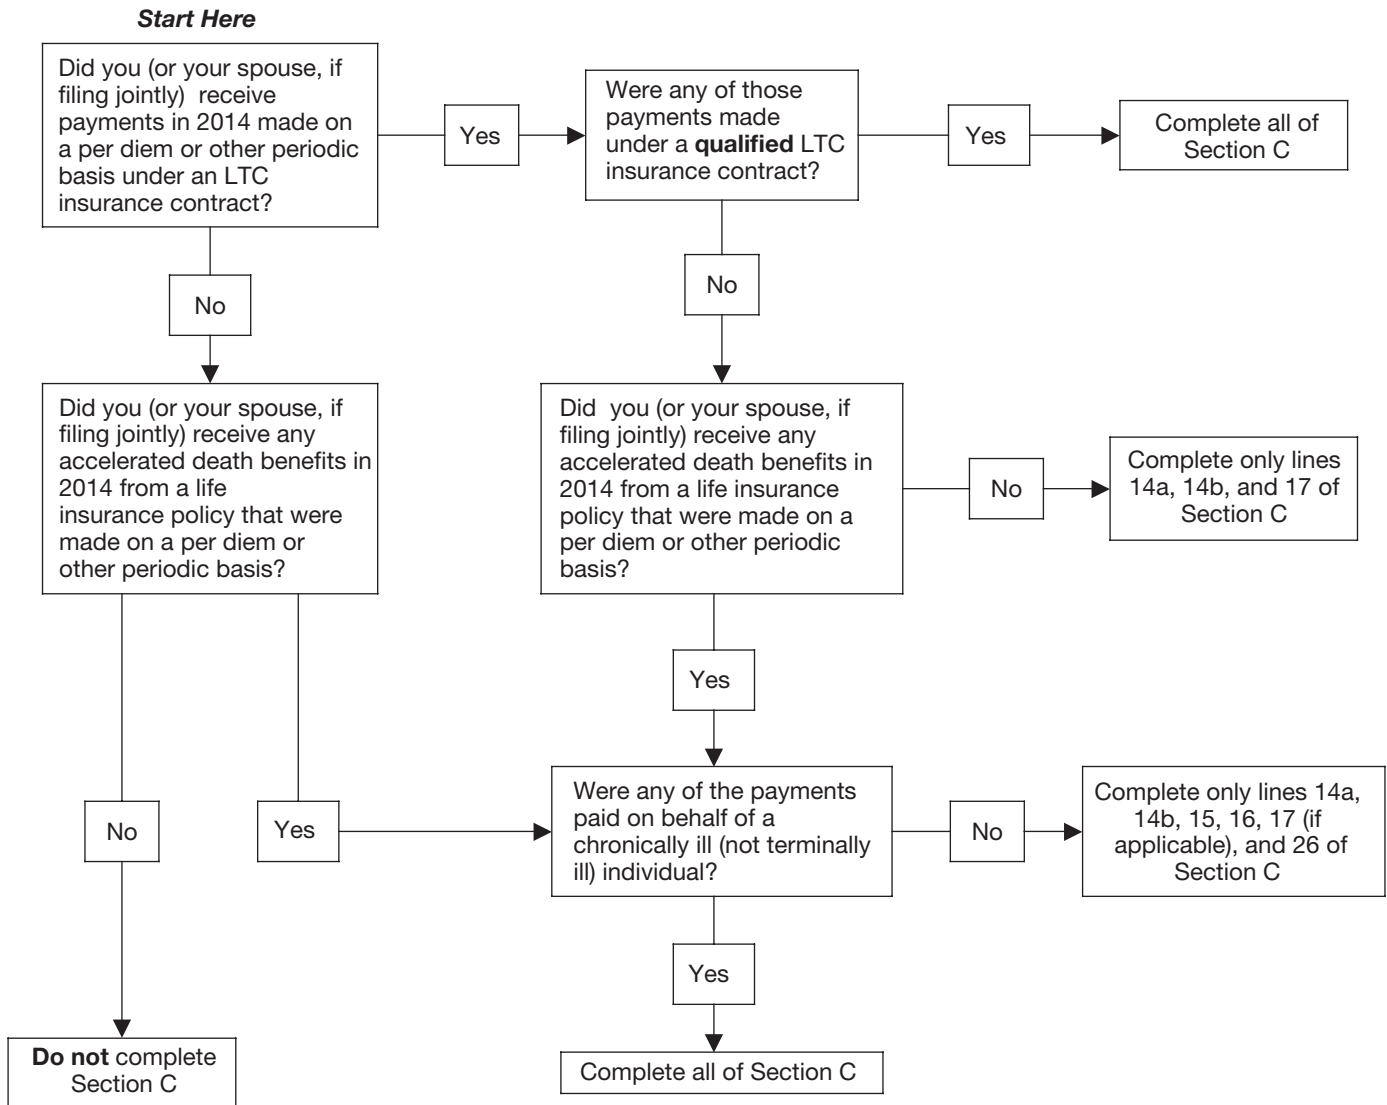 Start Here
Did you (or your spouse, if
filing jointly)  receive
payments in 2014 made on
a per diem or other periodic
basis under an LTC
insurance contract?
Yes
Were any of those
payments made
under a qualified LTC
insurance contract?
Yes
Complete all of
Section C
No
No
Did you (or your spouse, if
filing jointly) receive any
accelerated death benefits in
2014 from a life
insurance policy that were
made on a per diem or
other periodic basis?
Did  you (or your spouse, if
filing jointly) receive any
accelerated death benefits in
2014 from a life insurance
policy that were made on a
per diem or other periodic
basis?
No
Complete only lines
14a, 14b, and 17 of
Section C
Yes
No
Yes
Were any of the payments
paid on behalf of a
chronically ill (not terminally
ill) individual?
No
Complete only lines 14a,
14b, 15, 16, 17 (if
applicable), and 26 of
Section C
Yes
Do not complete
Section C
Complete all of Section C